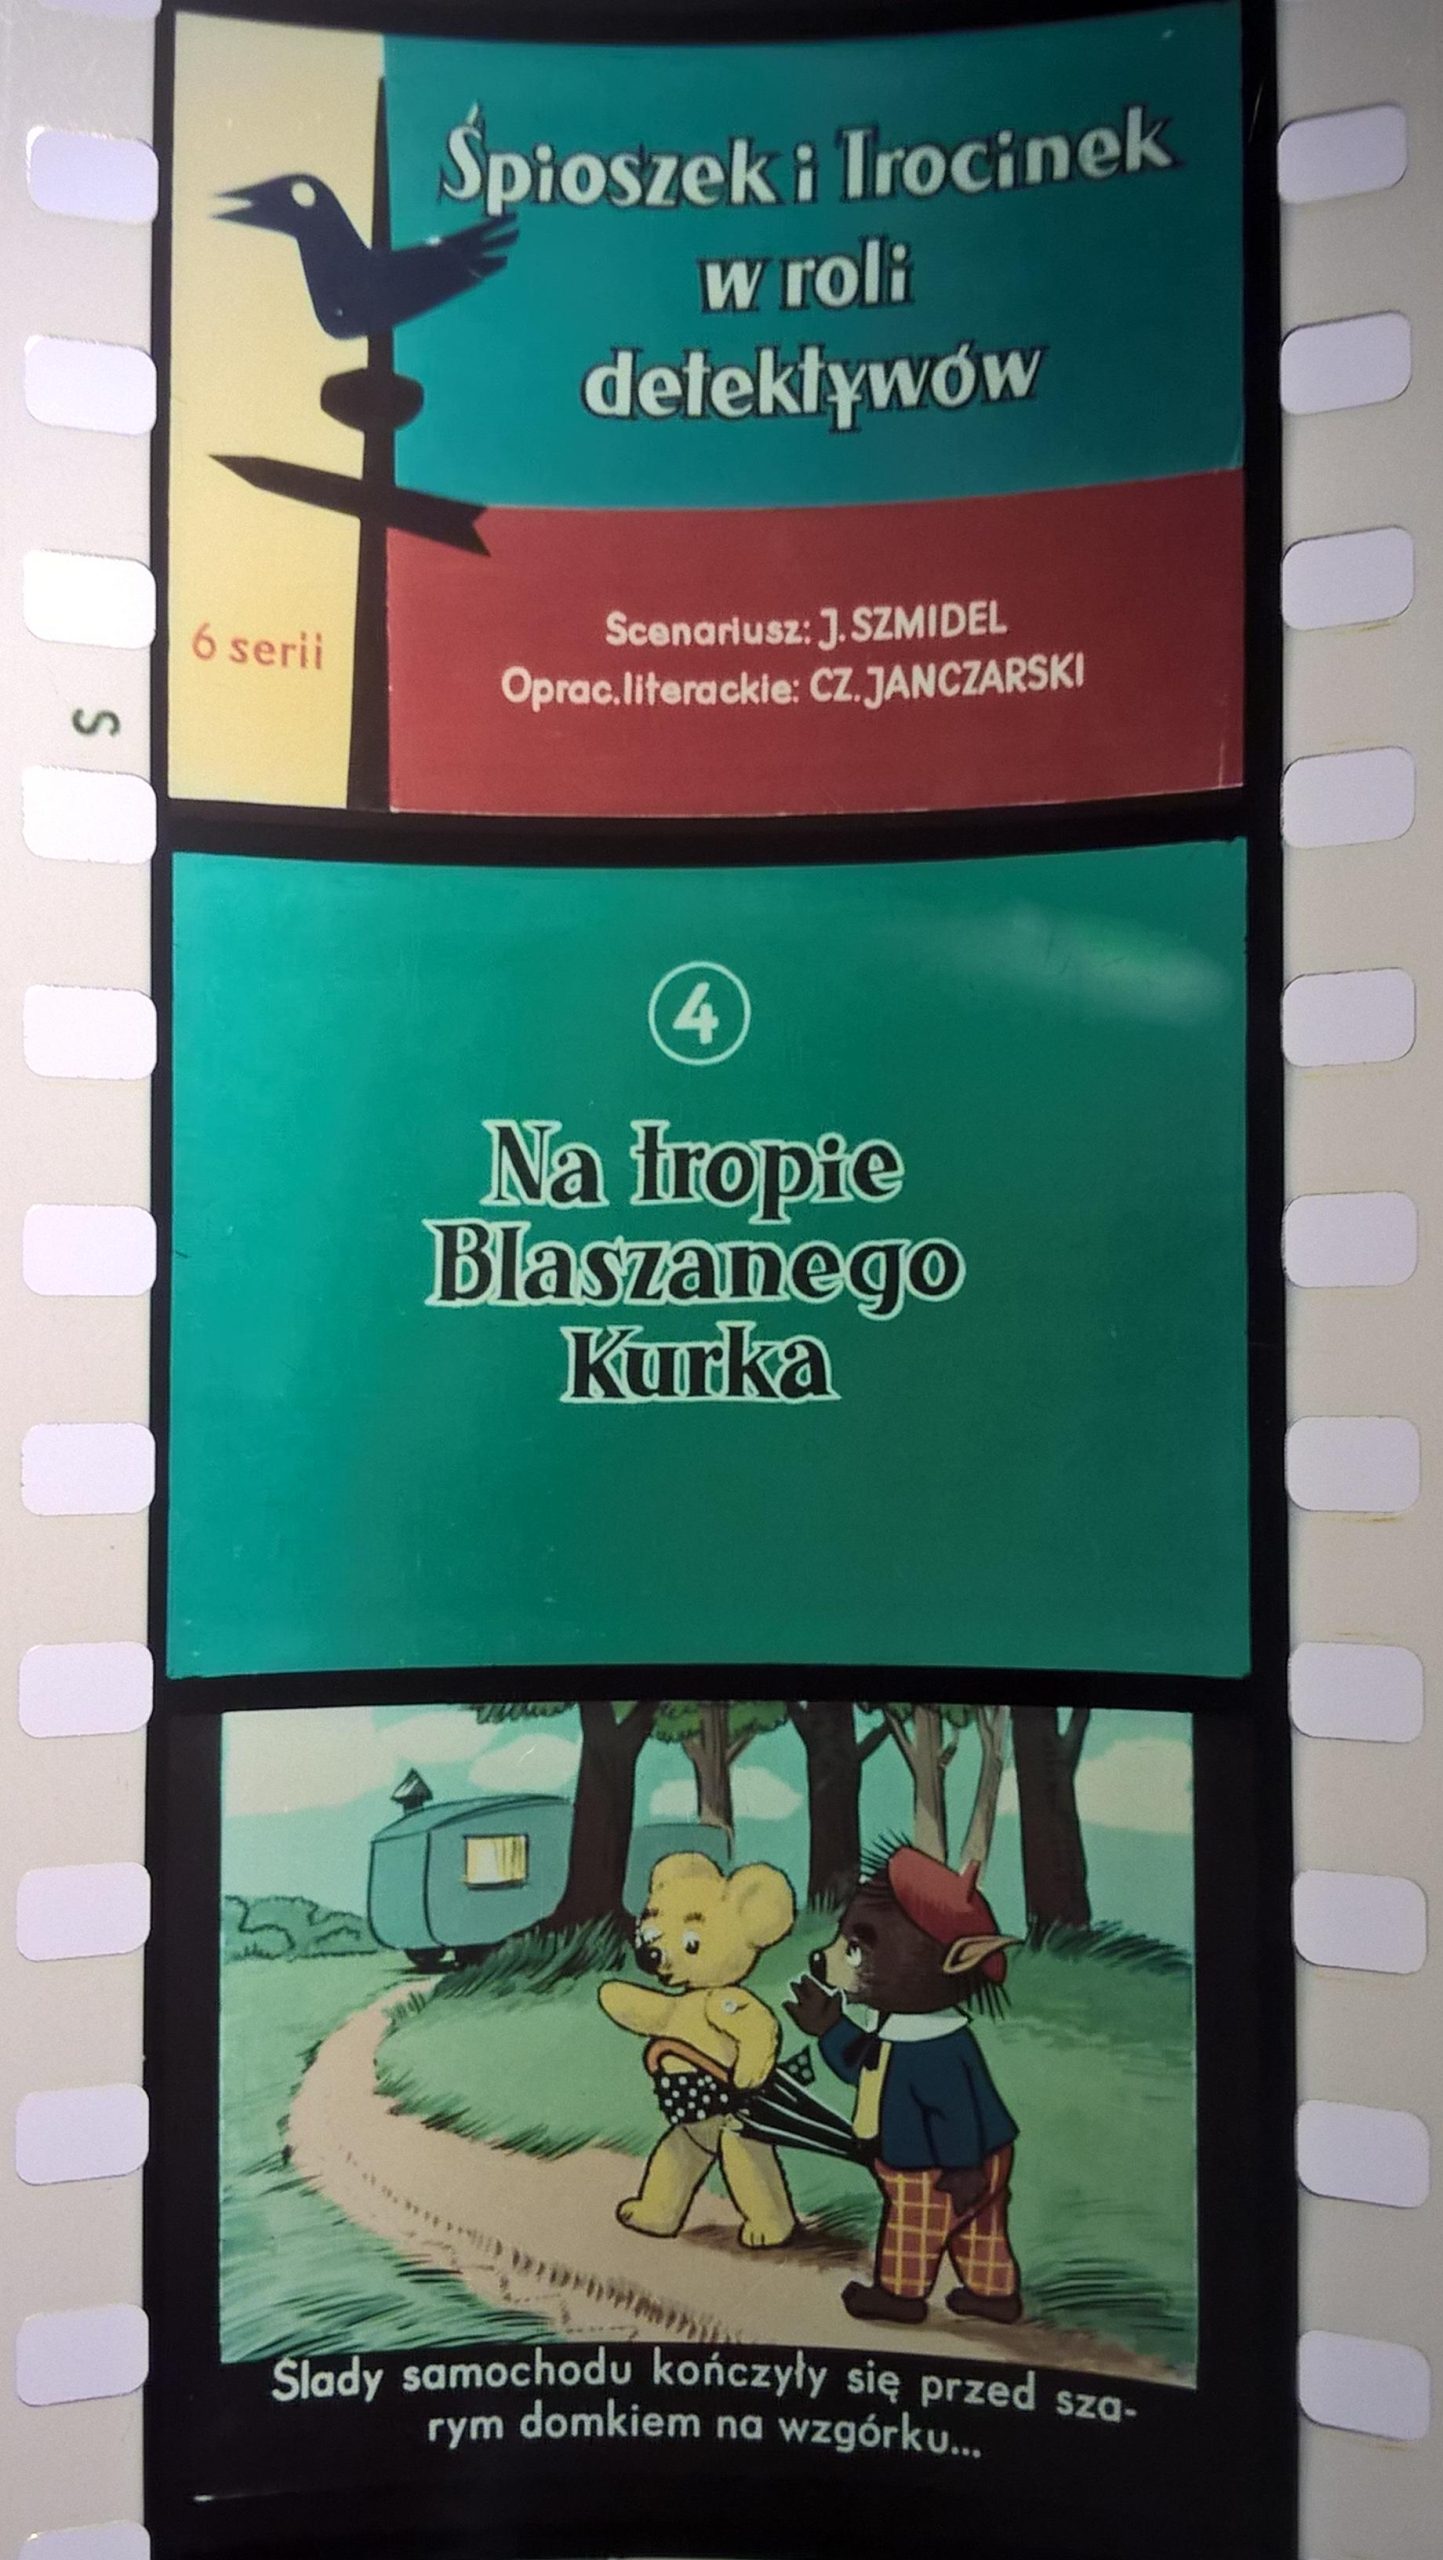 Śpioszek i Trocinek
w roli
detektywów
6 serii
Scenariusz: J. SZMIDEL
Oprac. literackie: CZ. JANCZARSKI
S
4
Na tropie
Blaszanego
Kurka
Ślady samochodu kończyły się przed sza-
rym domkiem na wzgórku...